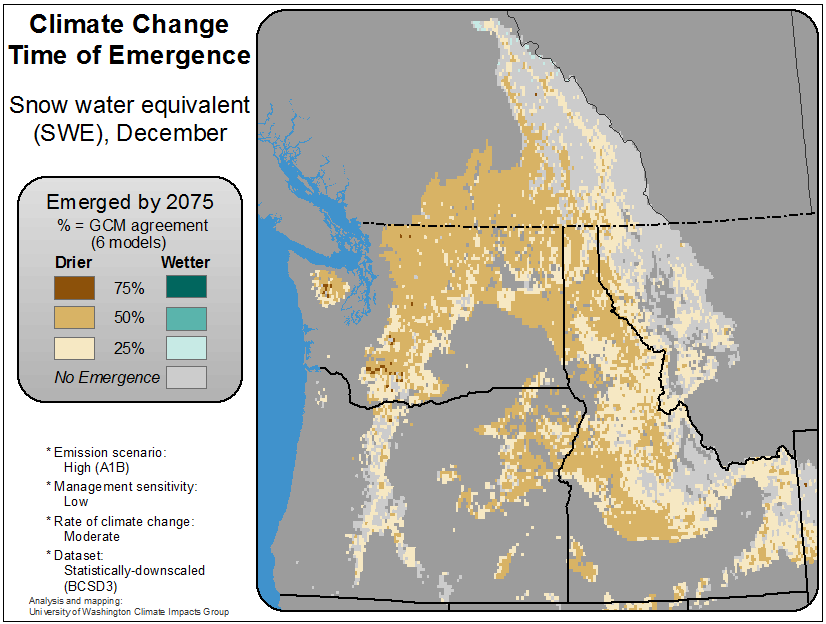 Climate Change
Time of Emergence
Snow water equivalent
(SWE), December
Emerged by 2075
% = GCM agreement
(6 models)
Drier Wetter
75%
50%
25%
No Emergence
* Emission scenario:
High (A1B)
* Management sensitivity:
Low
* Rate of climate change:
Moderate
* Dataset:
Statistically-downscaled
(BCSD3)
Analysis and mapping:
University of Washington Climate Impacts Group